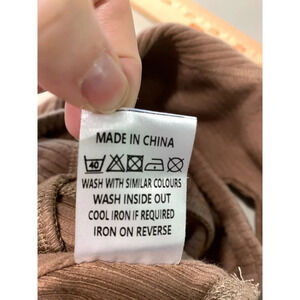 MADE IN CHINA
40
WASH WITH SIMILAR COLOURS
WASH INSIDE OUT
COOL IRON IF REQUIRED
IRON ON REVERSE